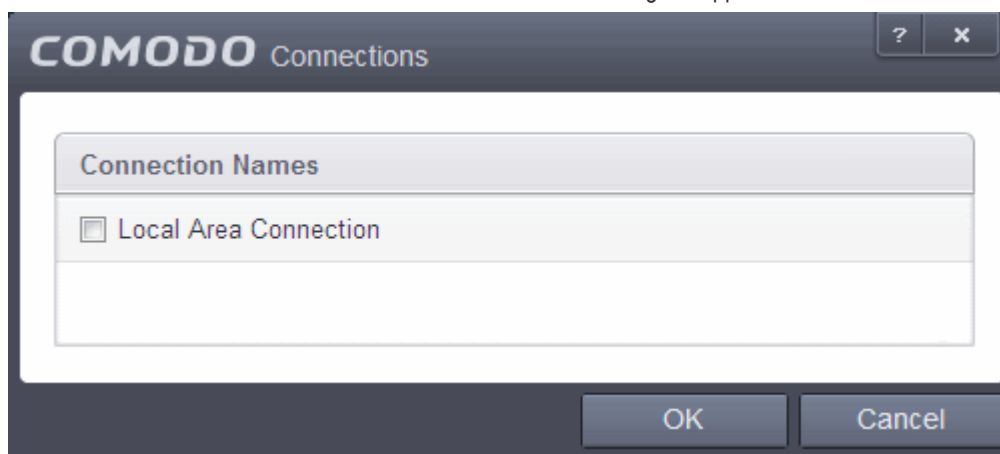 ? ×
COMODO Connections
Connection Names
Local Area Connection
OK Cancel